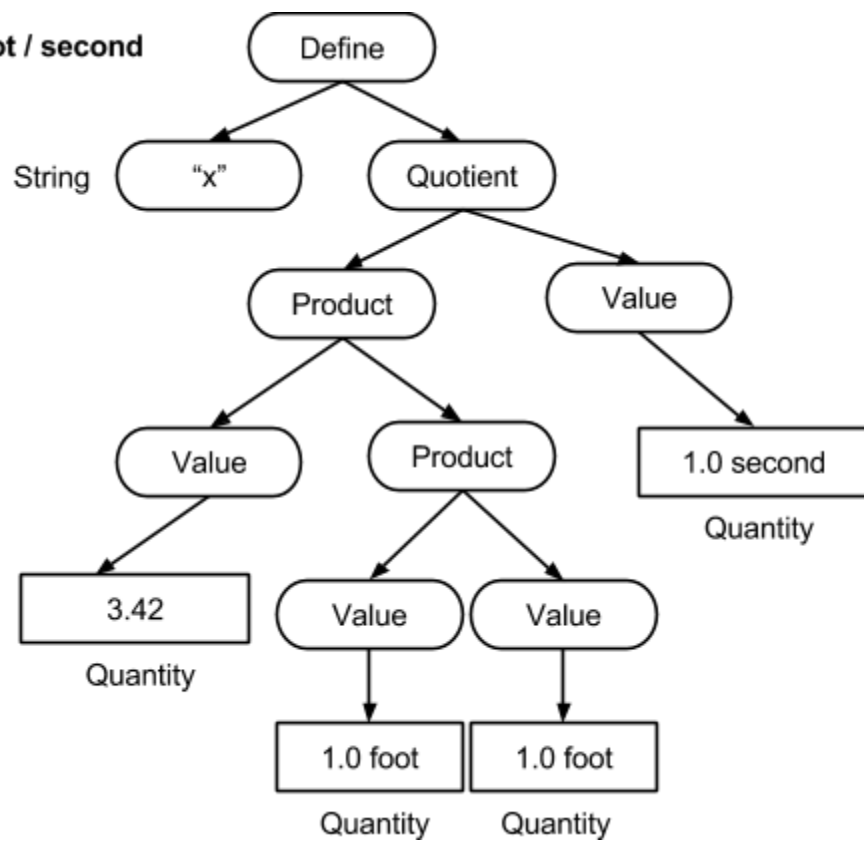 / second
Define
String
“x”
Quotient
Product
Value
Value
Product
1.0 second
Quantity
3.42
Value
Value
Quantity
1.0 foot
1.0 foot
Quantity
Quantity